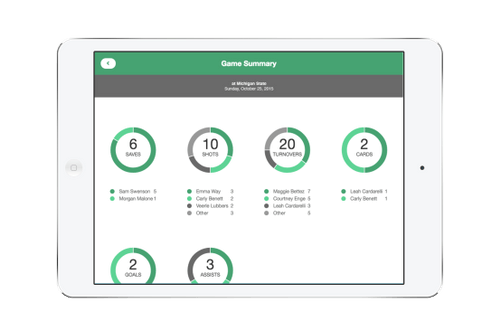 Game Summary
at Michigan State
Sunday, October 25, 2015
6
SAVES
10
SHOTS
20
TURNOVERS
2
CARDS
Sam Swenson 5
Morgan Malone 1
Emma Way 3
Carly Benett 2
Veerle Lubbers 2
Other 3
Maggie Bettez 7
Courtney Enge 5
Leah Cardarelli 3
Other 5
Leah Cardarelli 1
Carly Benett 1
2
GOALS
3
ASSISTS